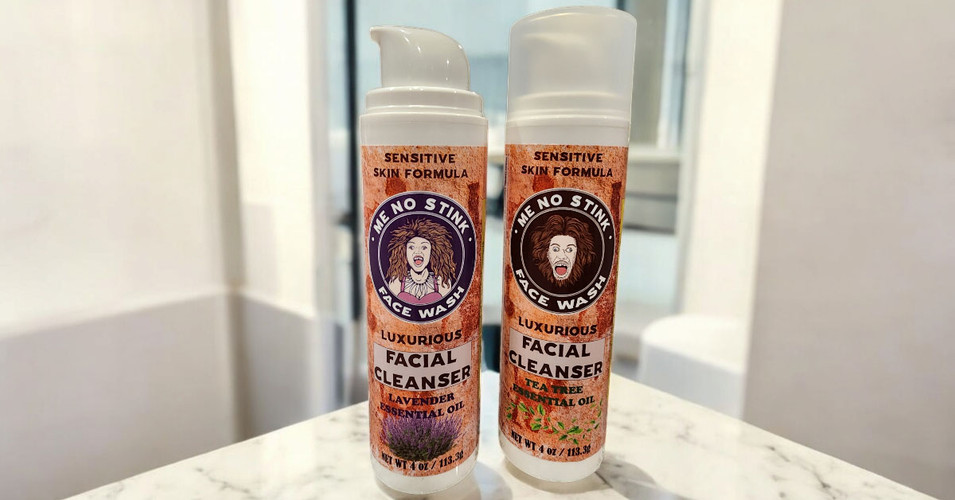 SENSITIVE
SKIN FORMULA
ME NO STINK
FACE WASH
LUXURIOUS
FACIAL
CLEANSER
LAVENDER
ESSENTIAL OIL
NET WT 4 OZ / 113.3g
SENSITIVE
SKIN FORMULA
ME NO STINK
FACE WASH
LUXURIOUS
FACIAL
CLEANSER
TEA TREE
ESSENTIAL OIL
NET WT 4 OZ / 113.3g